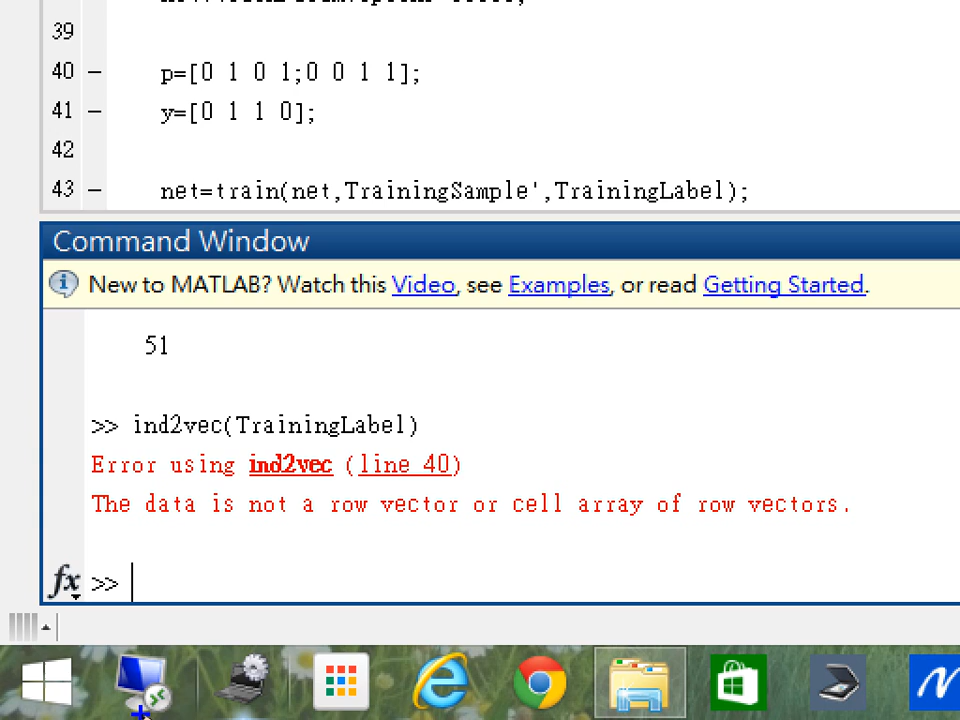 39
40 – p=[0 1 0 1;0 0 1 1];
41 – y=[0 1 1 0];
42
43 – net=train(net,TrainingSample',TrainingLabel);
Command Window
New to MATLAB? Watch this Video, see Examples, or read Getting Started.
51
>> ind2vec(TrainingLabel)
Error using ind2vec (line 40)
The data is not a row vector or cell array of row vectors.
fx >>